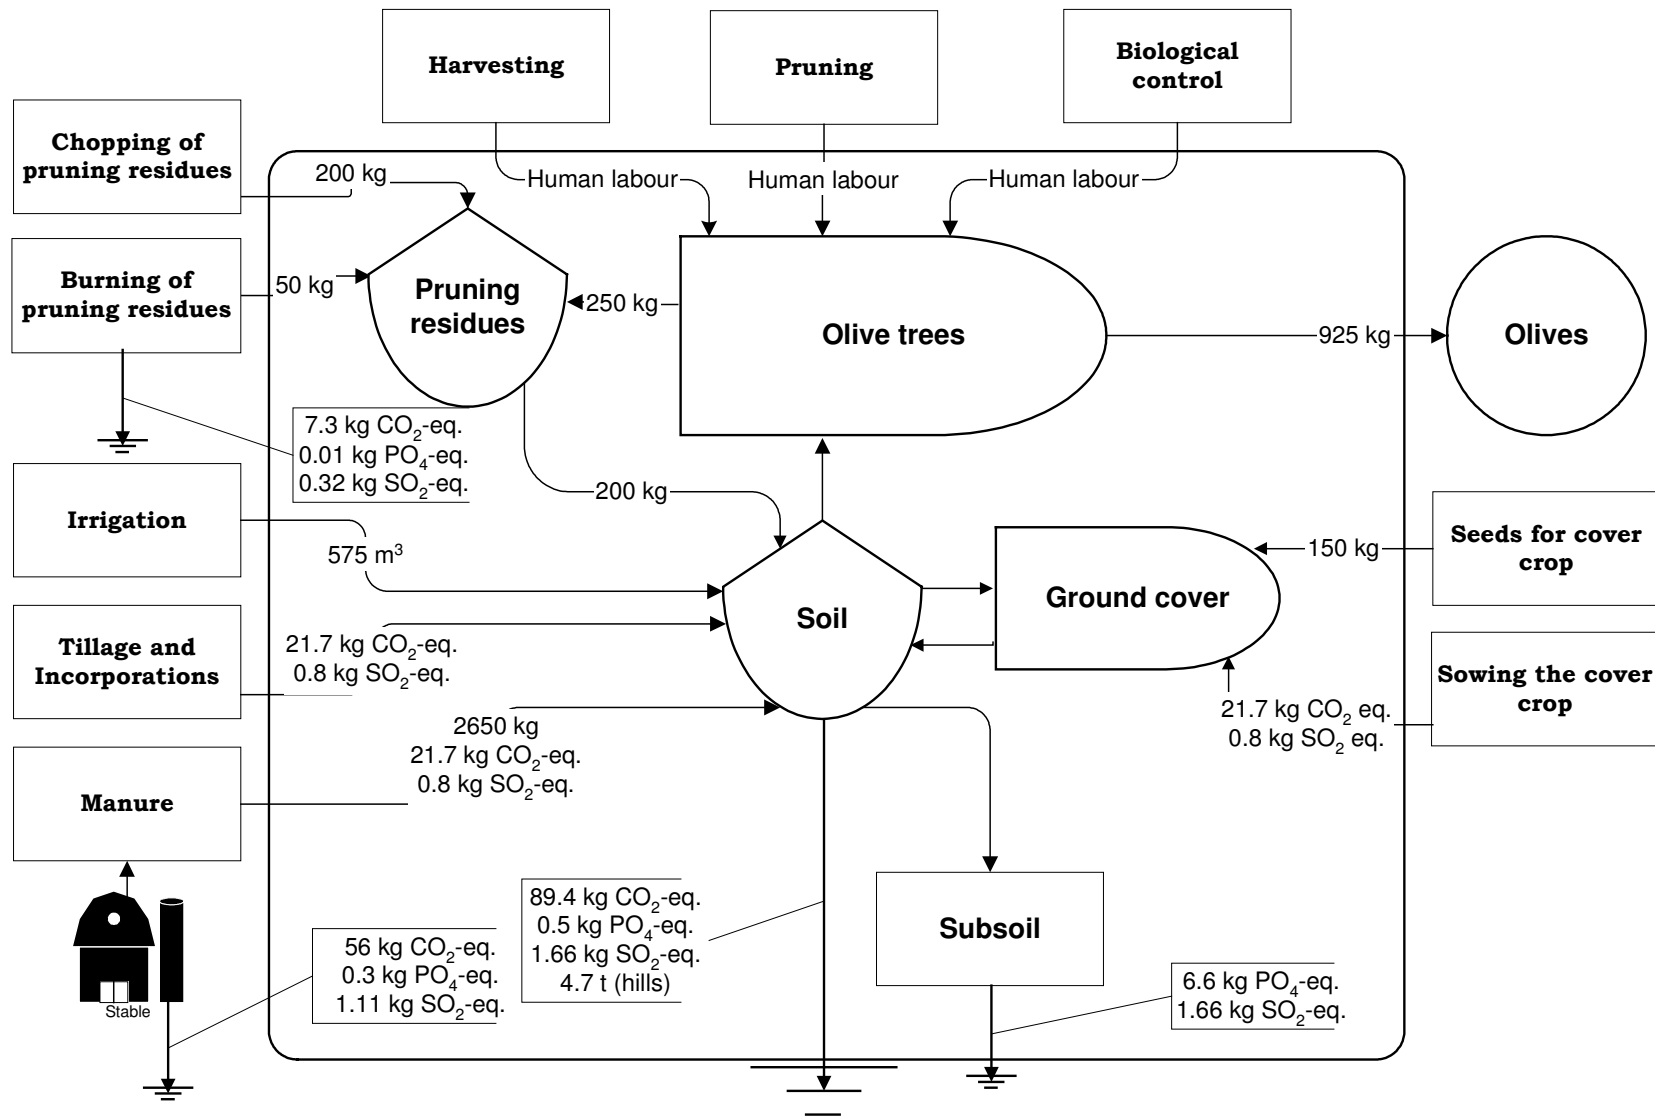 Harvesting
Pruning
Biological
control
Chopping of
pruning residues
200 kg
Human labour
Human labour
Human labour
Burning of
pruning residues
50 kg
Pruning
residues
250 kg
Olive trees
925 kg
Olives
7.3 kg CO₂-eq.
0.01 kg PO₄-eq.
0.32 kg SO₂-eq.
200 kg
Irrigation
575 m³
Seeds for cover
crop
150 kg
Ground cover
Soil
Tillage and
Incorporations
21.7 kg CO₂-eq.
0.8 kg SO₂-eq.
Sowing the cover
crop
21.7 kg CO₂ eq.
0.8 kg SO₂ eq.
2650 kg
21.7 kg CO₂-eq.
0.8 kg SO₂-eq.
Manure
Stable
56 kg CO₂-eq.
0.3 kg PO₄-eq.
1.11 kg SO₂-eq.
89.4 kg CO₂-eq.
0.5 kg PO₄-eq.
1.66 kg SO₂-eq.
4.7 t (hills)
Subsoil
6.6 kg PO₄-eq.
1.66 kg SO₂-eq.